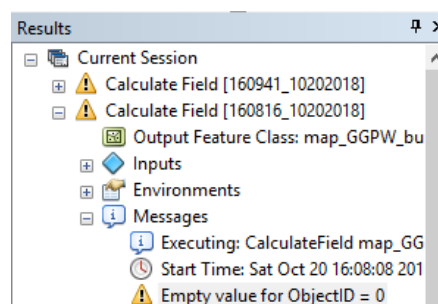 Results
Current Session
Calculate Field [160941_10202018]
Calculate Field [160816_10202018]
Output Feature Class: map_GGPW_bu
Inputs
Environments
Messages
Executing: CalculateField map_GG
Start Time: Sat Oct 20 16:08:08 201
Empty value for ObjectID = 0